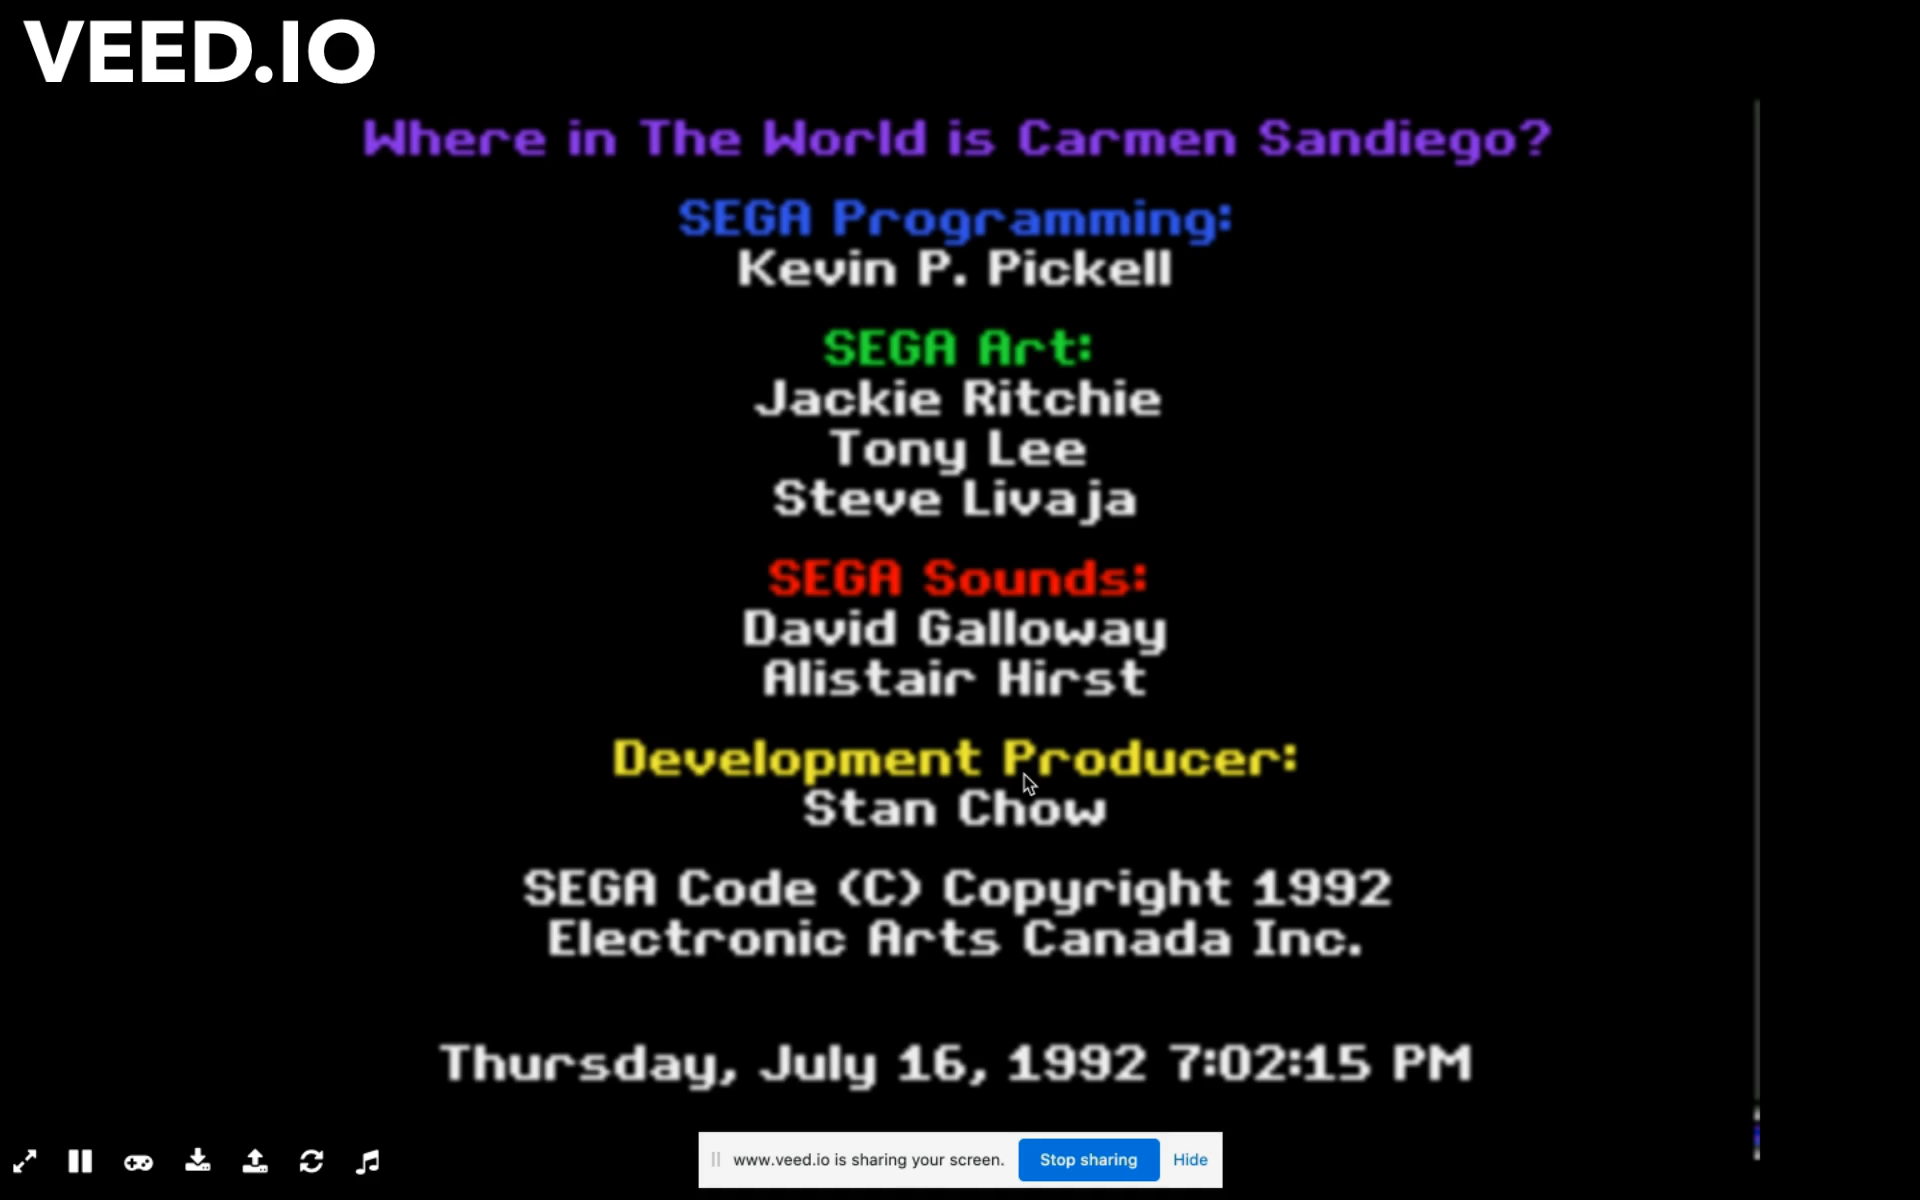 VEED.IO
Where in The World is Carmen Sandiego?
SEGA Programming:
Kevin P. Pickell
SEGA Art:
Jackie Ritchie
Tony Lee
Steve Livaja
SEGA Sounds:
David Galloway
Alistair Hirst
Development Producer:
Stan Chow
SEGA Code (C) Copyright 1992
Electronic Arts Canada Inc.
Thursday, July 16, 1992 7:02:15 PM
www.veed.io is sharing your screen. Stop sharing Hide